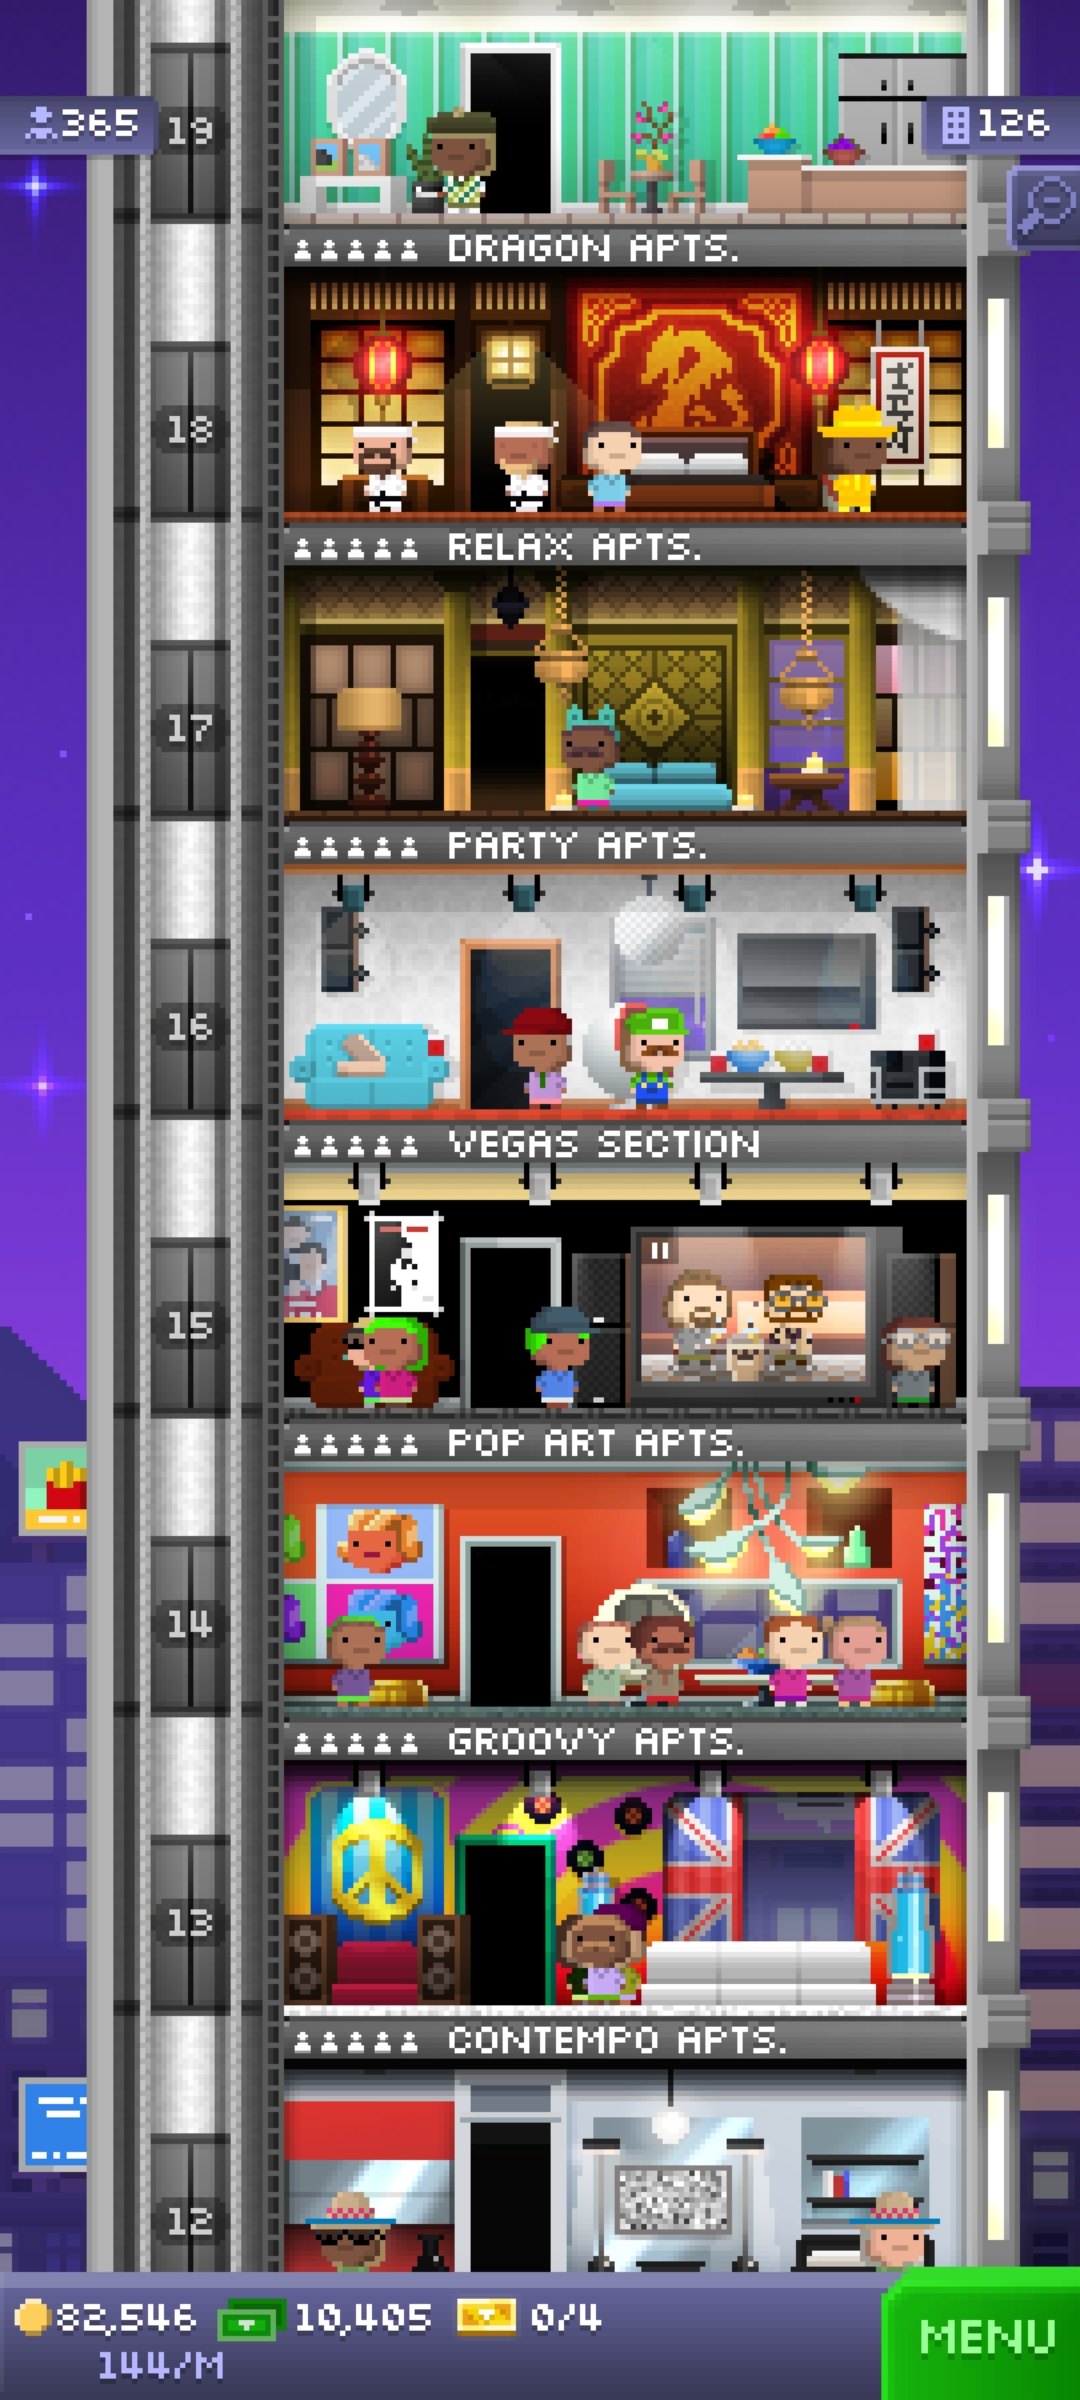 365
19
126
DRAGON APTS.
18
RELAX APTS.
17
PARTY APTS.
16
VEGAS SECTION
15
POP ART APTS.
14
GROOVY APTS.
13
CONTEMPO APTS.
12
82,546 10,405 0/4
144/M
MENU